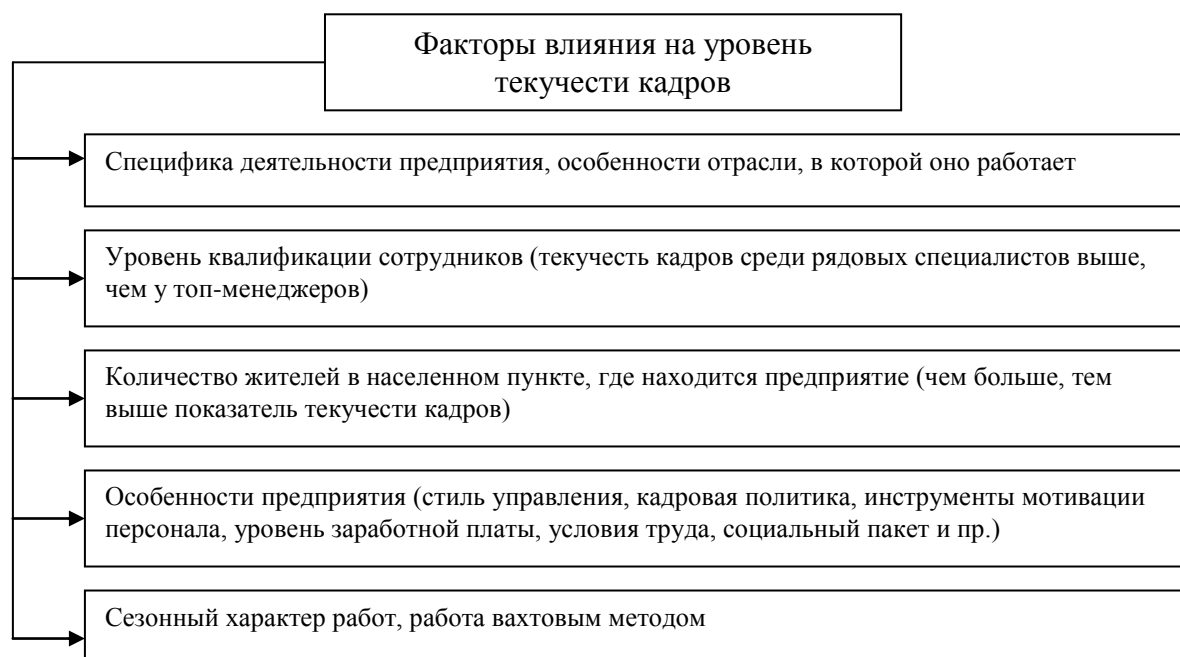 Факторы влияния на уровень
текучести кадров
Специфика деятельности предприятия, особенности отрасли, в которой оно работает
Уровень квалификации сотрудников (текучесть кадров среди рядовых специалистов выше,
чем у топ-менеджеров)
Количество жителей в населенном пункте, где находится предприятие (чем больше, тем
выше показатель текучести кадров)
Особенности предприятия (стиль управления, кадровая политика, инструменты мотивации
персонала, уровень заработной платы, условия труда, социальный пакет и пр.)
Сезонный характер работ, работа вахтовым методом